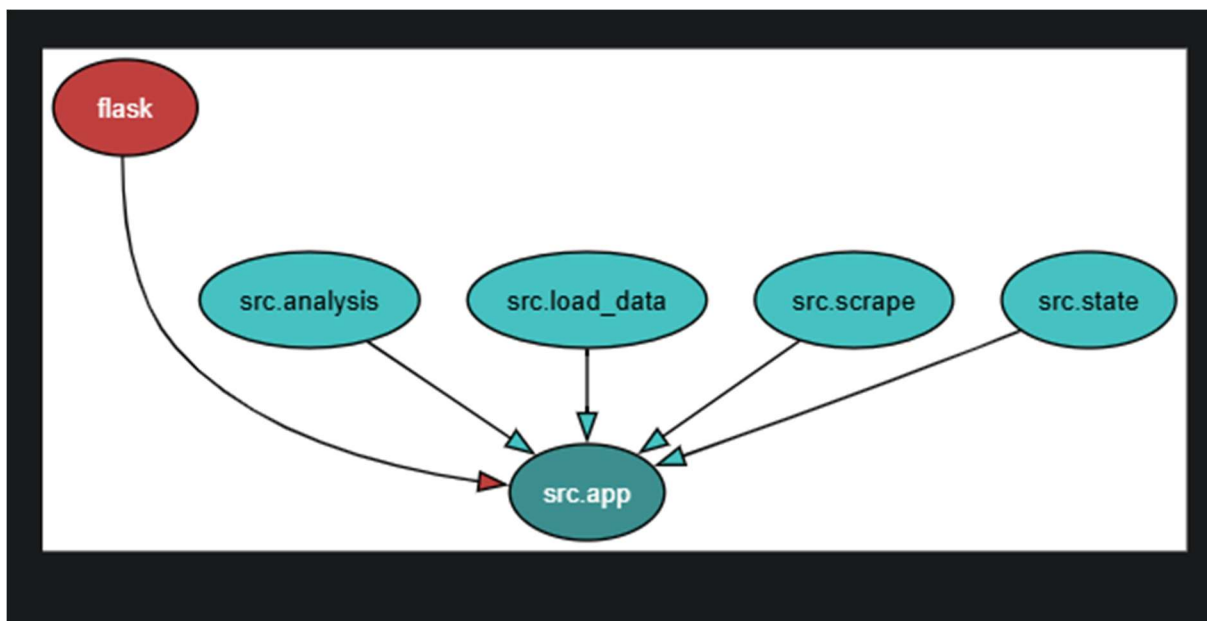 flask
src.analysis
src.load_data
src.scrape
src.state
src.app